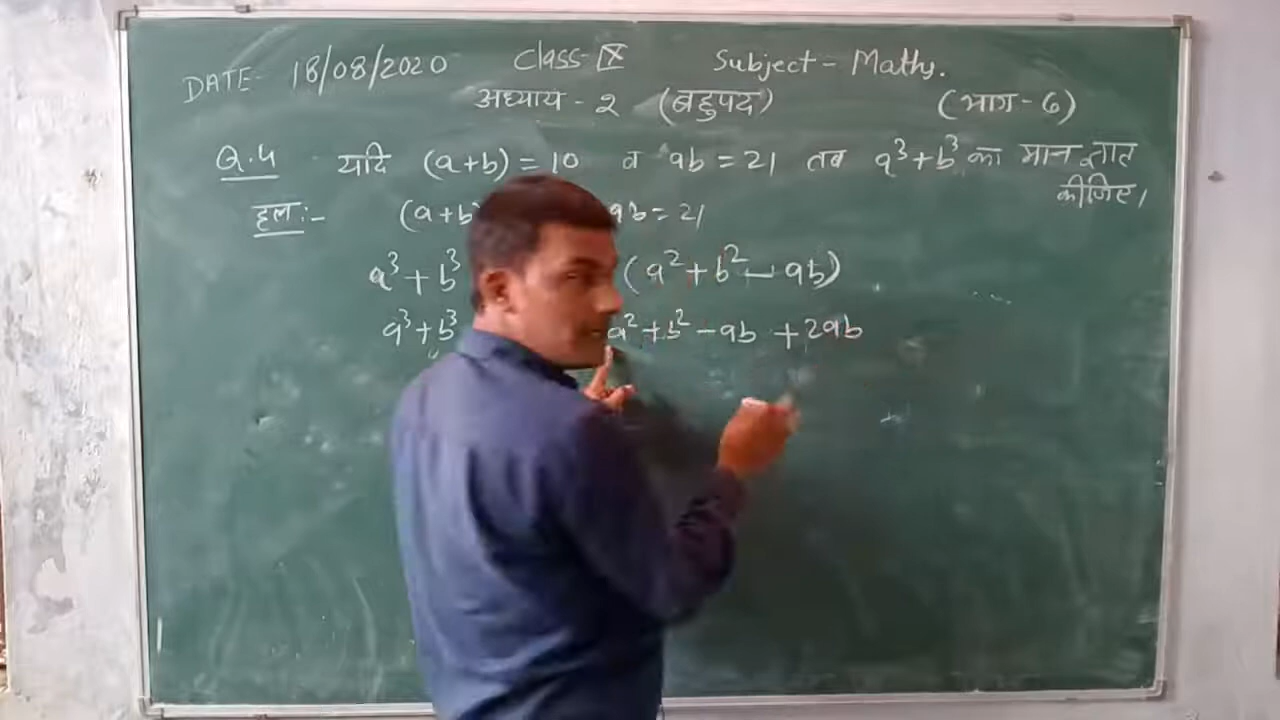 DATE- 18/08/2020 Class-IX Subject - Maths.
अध्याय - २ (बहुपद) (भाग - 6)
Q.4 यदि (a+b) = 10 व ab = 21 तब a³+b³ का मान ज्ञात
कीजिए।
हल:- (a+b) ab = 21
a³+b³ (a²+b²-ab)
a³+b³ a²+b²-ab +2ab